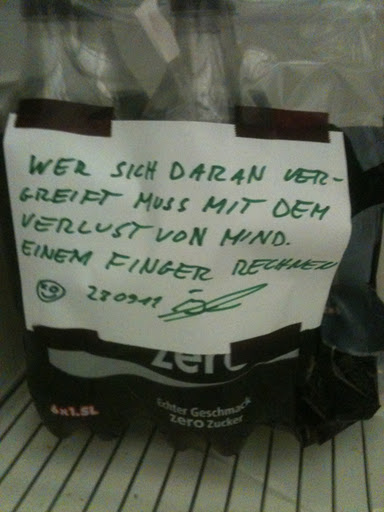 WER SICH DARAN VER-
GREIFT MUSS MIT DEM
VERLUST VON MIND.
EINEM FINGER RECHNEN
230911
zero
6x1.5L
Echter Geschmack
zero Zucker